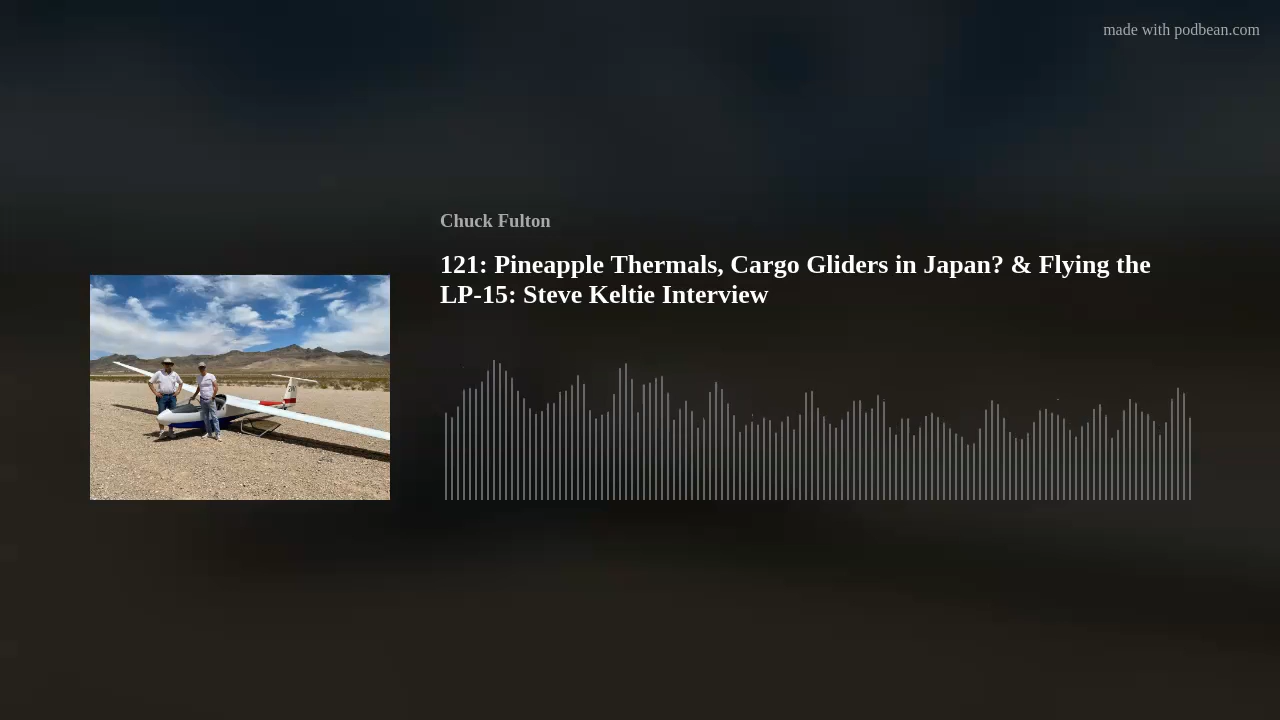 made with podbean.com
Chuck Fulton
121: Pineapple Thermals, Cargo Gliders in Japan? & Flying the
LP-15: Steve Keltie Interview